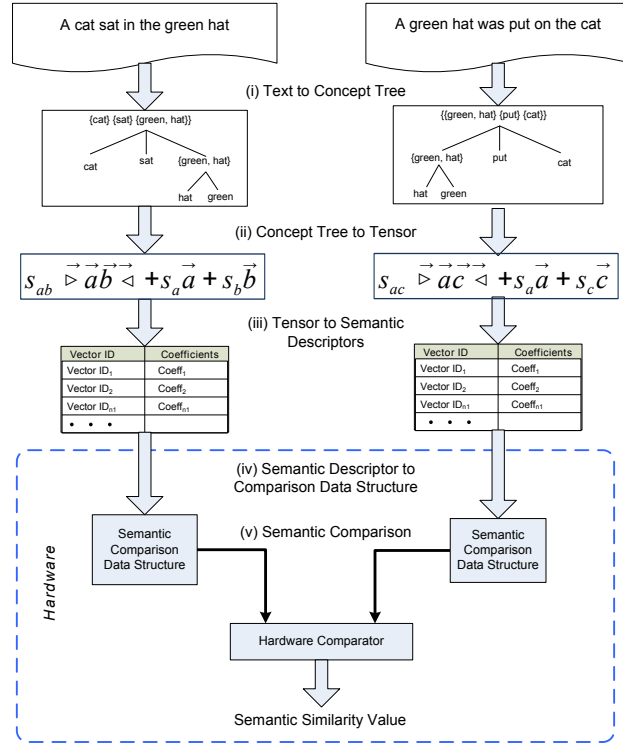 A cat sat in the green hat
A green hat was put on the cat
(i) Text to Concept Tree
{cat} {sat} {green, hat}}
cat
sat
{green, hat}
hat
green
{{green, hat} {put} {cat}}
{green, hat}
put
cat
hat
green
(ii) Concept Tree to Tensor
s_ab ▷ ab ◁ + s_a a + s_b b
s_ac ▷ ac ◁ + s_a a + s_c c
(iii) Tensor to Semantic
Descriptors
Vector ID Coefficients
Vector ID₁ Coeff₁
Vector ID₂ Coeff₂
Vector IDₙ₁ Coeffₙ₁
• • •
Vector ID Coefficients
Vector ID₁ Coeff₁
Vector ID₂ Coeff₂
Vector IDₙ₁ Coeffₙ₁
• • •
(iv) Semantic Descriptor to
Comparison Data Structure
Hardware
Semantic
Comparison
Data Structure
(v) Semantic Comparison
Semantic
Comparison
Data Structure
Hardware Comparator
Semantic Similarity Value